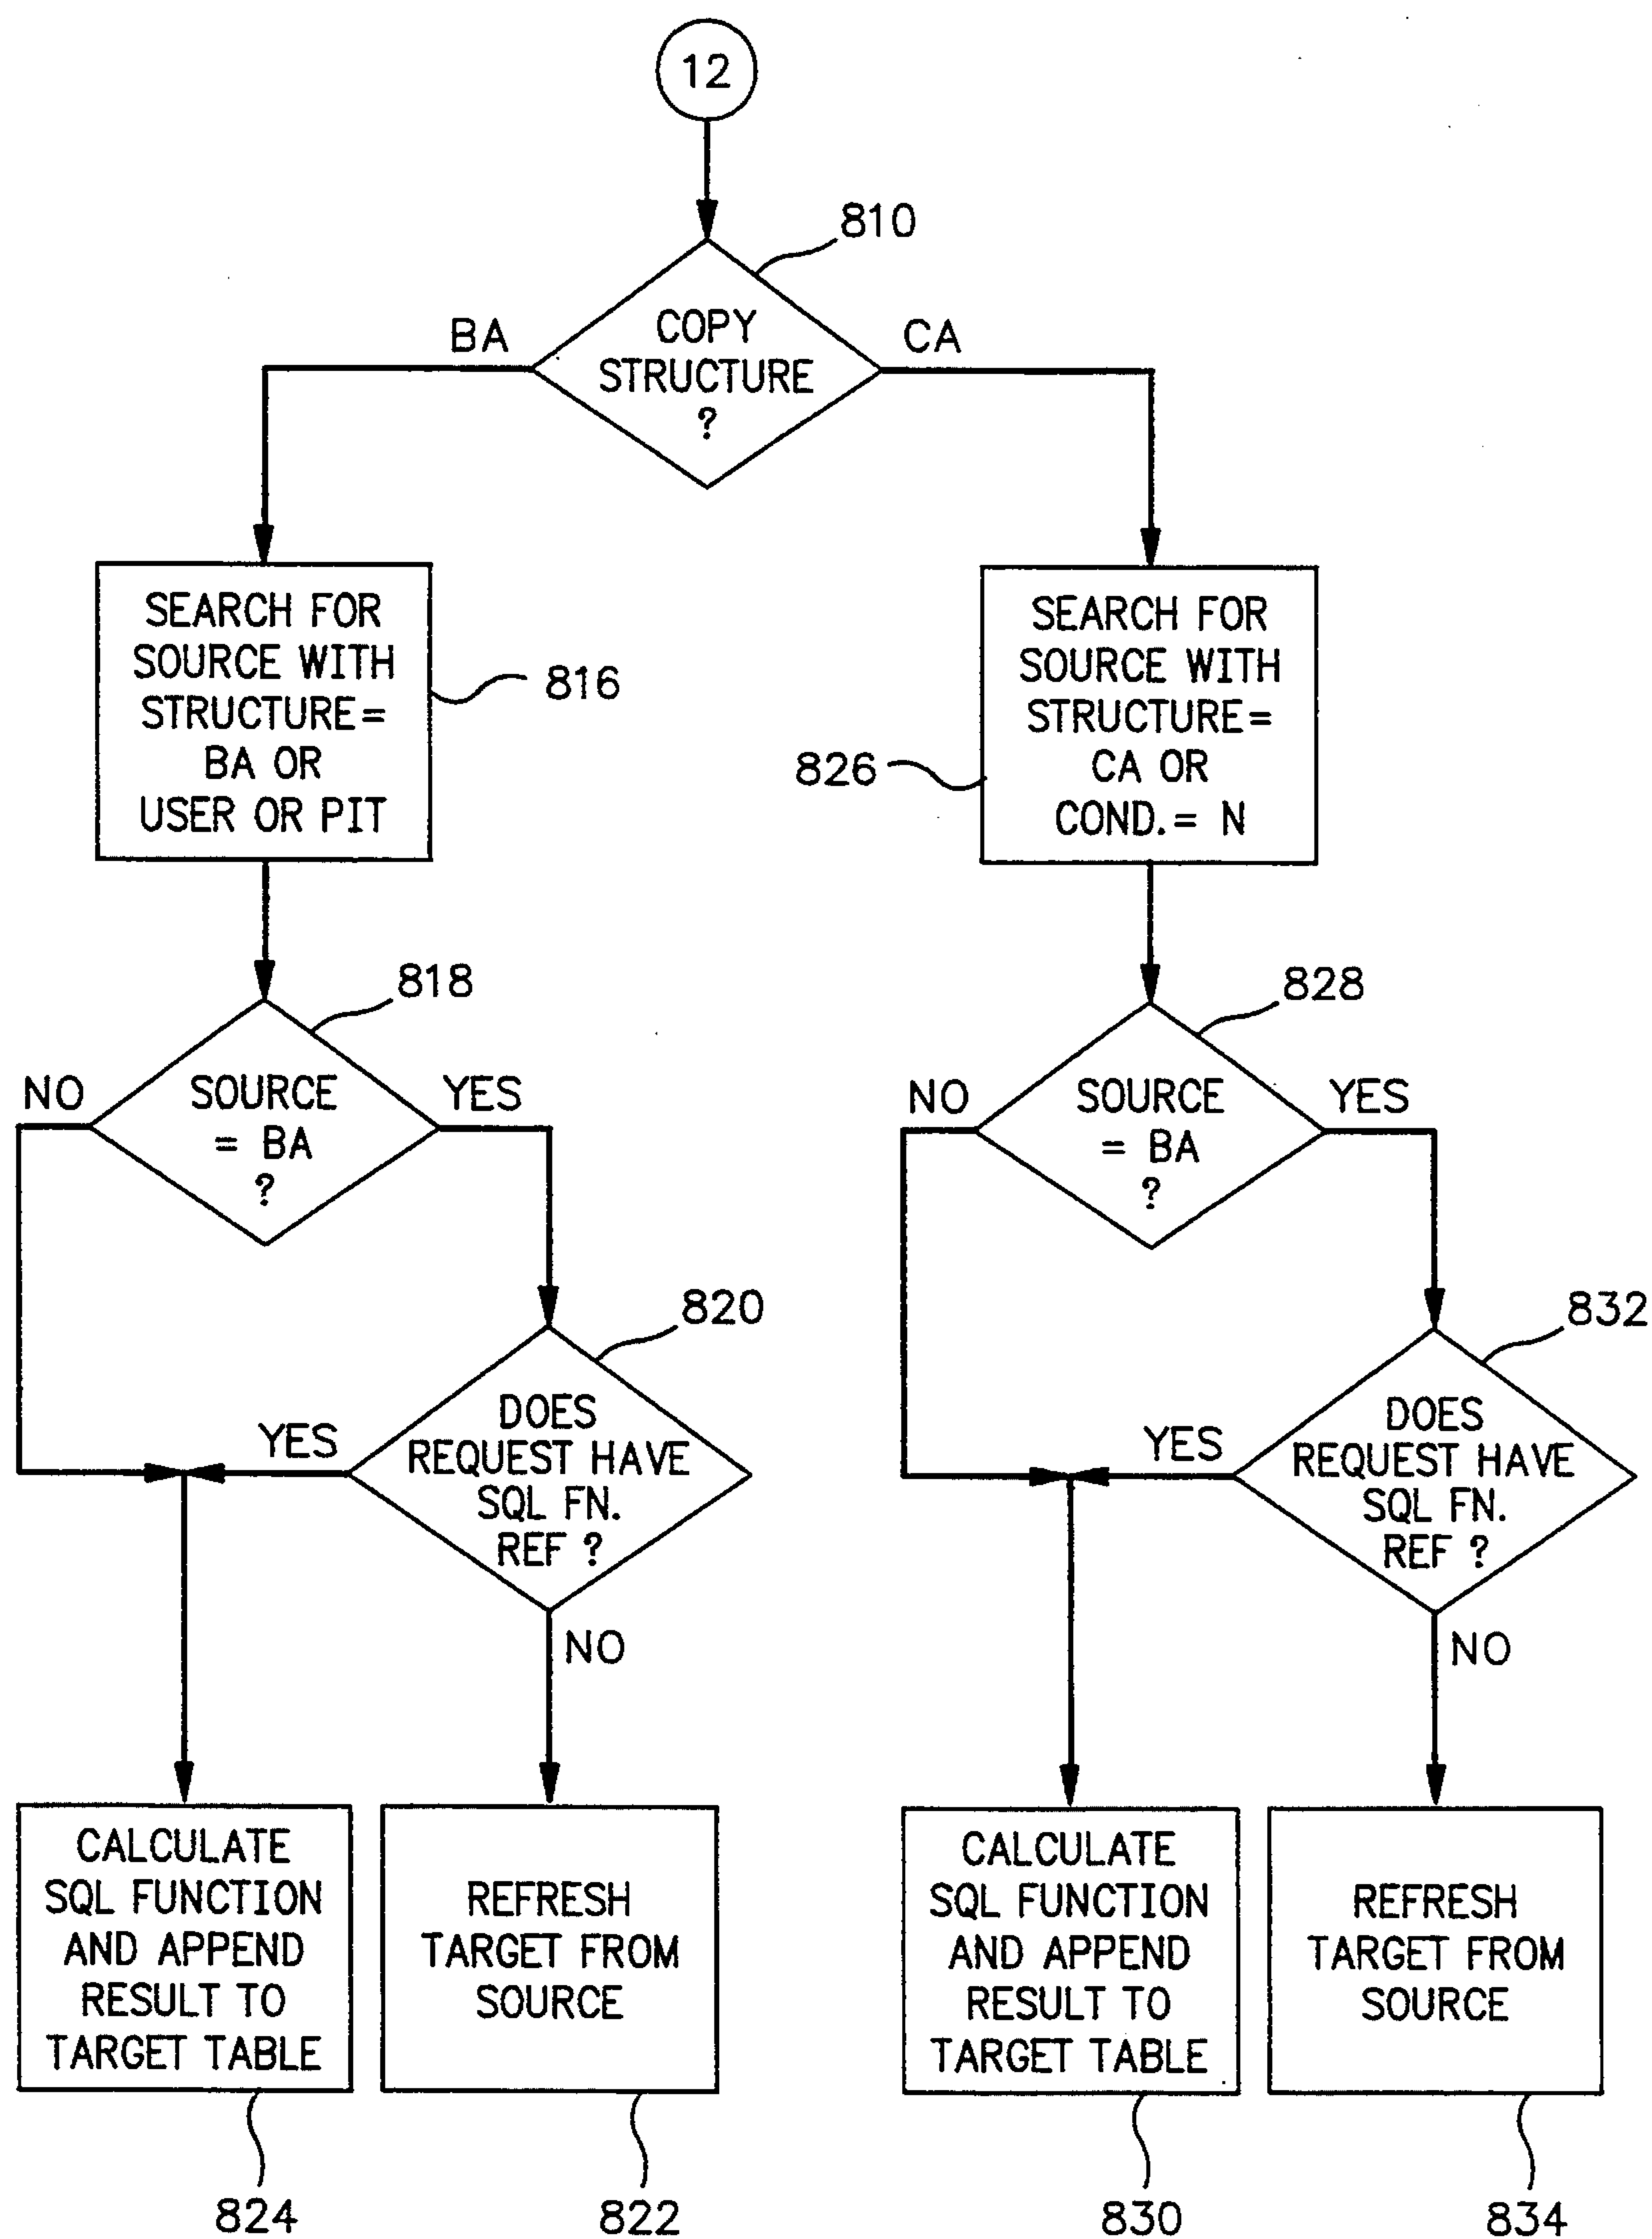 12
810
BA
COPY
STRUCTURE
?
CA
SEARCH FOR
SOURCE WITH
STRUCTURE=
BA OR
USER OR PIT
816
SEARCH FOR
SOURCE WITH
STRUCTURE=
CA OR
COND.= N
826
818
NO
SOURCE
= BA
?
YES
828
NO
SOURCE
= BA
?
YES
820
YES
DOES
REQUEST HAVE
SQL FN.
REF ?
NO
832
YES
DOES
REQUEST HAVE
SQL FN.
REF ?
NO
CALCULATE
SQL FUNCTION
AND APPEND
RESULT TO
TARGET TABLE
REFRESH
TARGET FROM
SOURCE
CALCULATE
SQL FUNCTION
AND APPEND
RESULT TO
TARGET TABLE
REFRESH
TARGET FROM
SOURCE
824
822
830
834